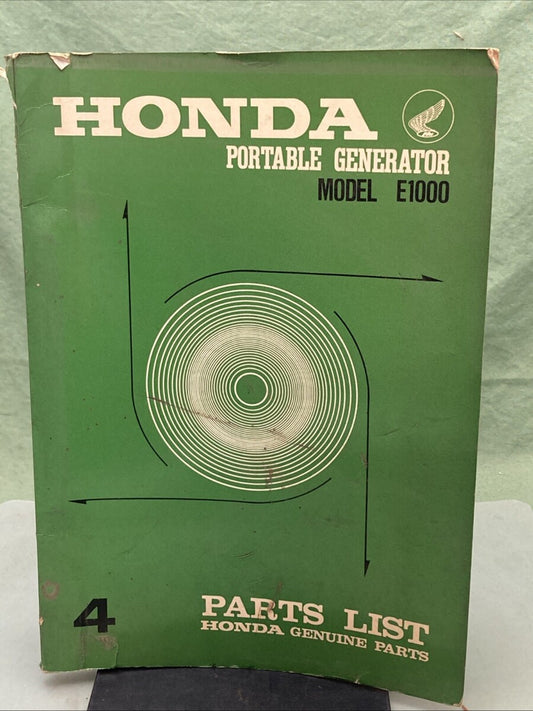 HONDA
PORTABLE GENERATOR
MODEL E1000
4
PARTS LIST
HONDA GENUINE PARTS